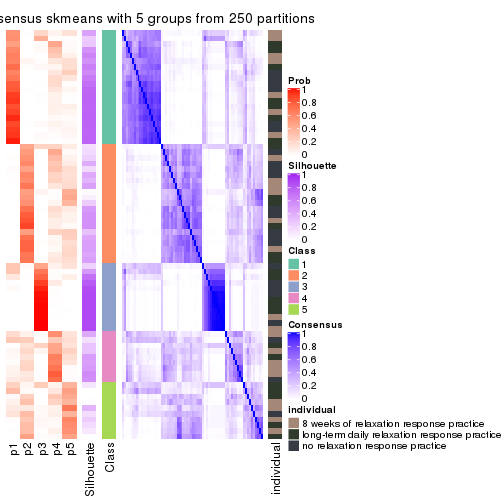 sensus skmeans with 5 groups from 250 partitions
Prob
1
0.8
0.6
0.4
0.2
0
Silhouette
1
0.8
0.6
0.4
0.2
0
Class
1
2
3
4
5
Consensus
1
0.8
0.6
0.4
0.2
0
individual
8 weeks of relaxation response practice
long-term daily relaxation response practice
no relaxation response practice
p1
p2
p3
p4
p5
Silhouette
Class
individual